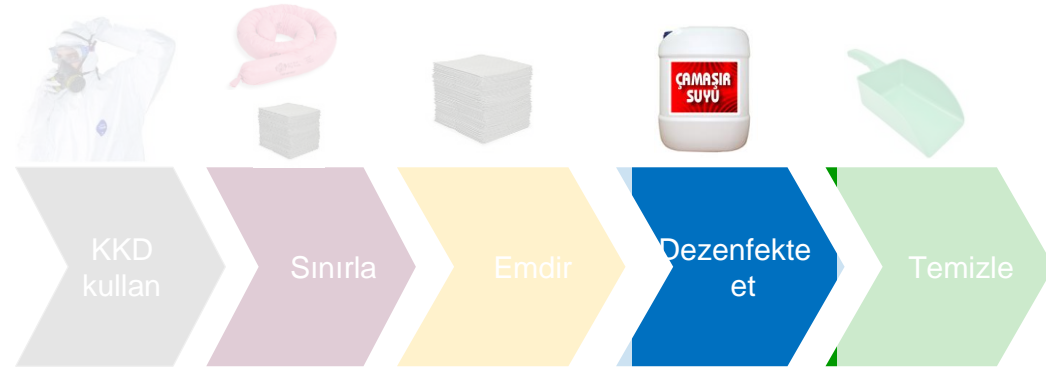 ÇAMAŞIR
SUYU
KKD
kullan
Sınırla
Emdir
Dezenfekte
et
Temizle